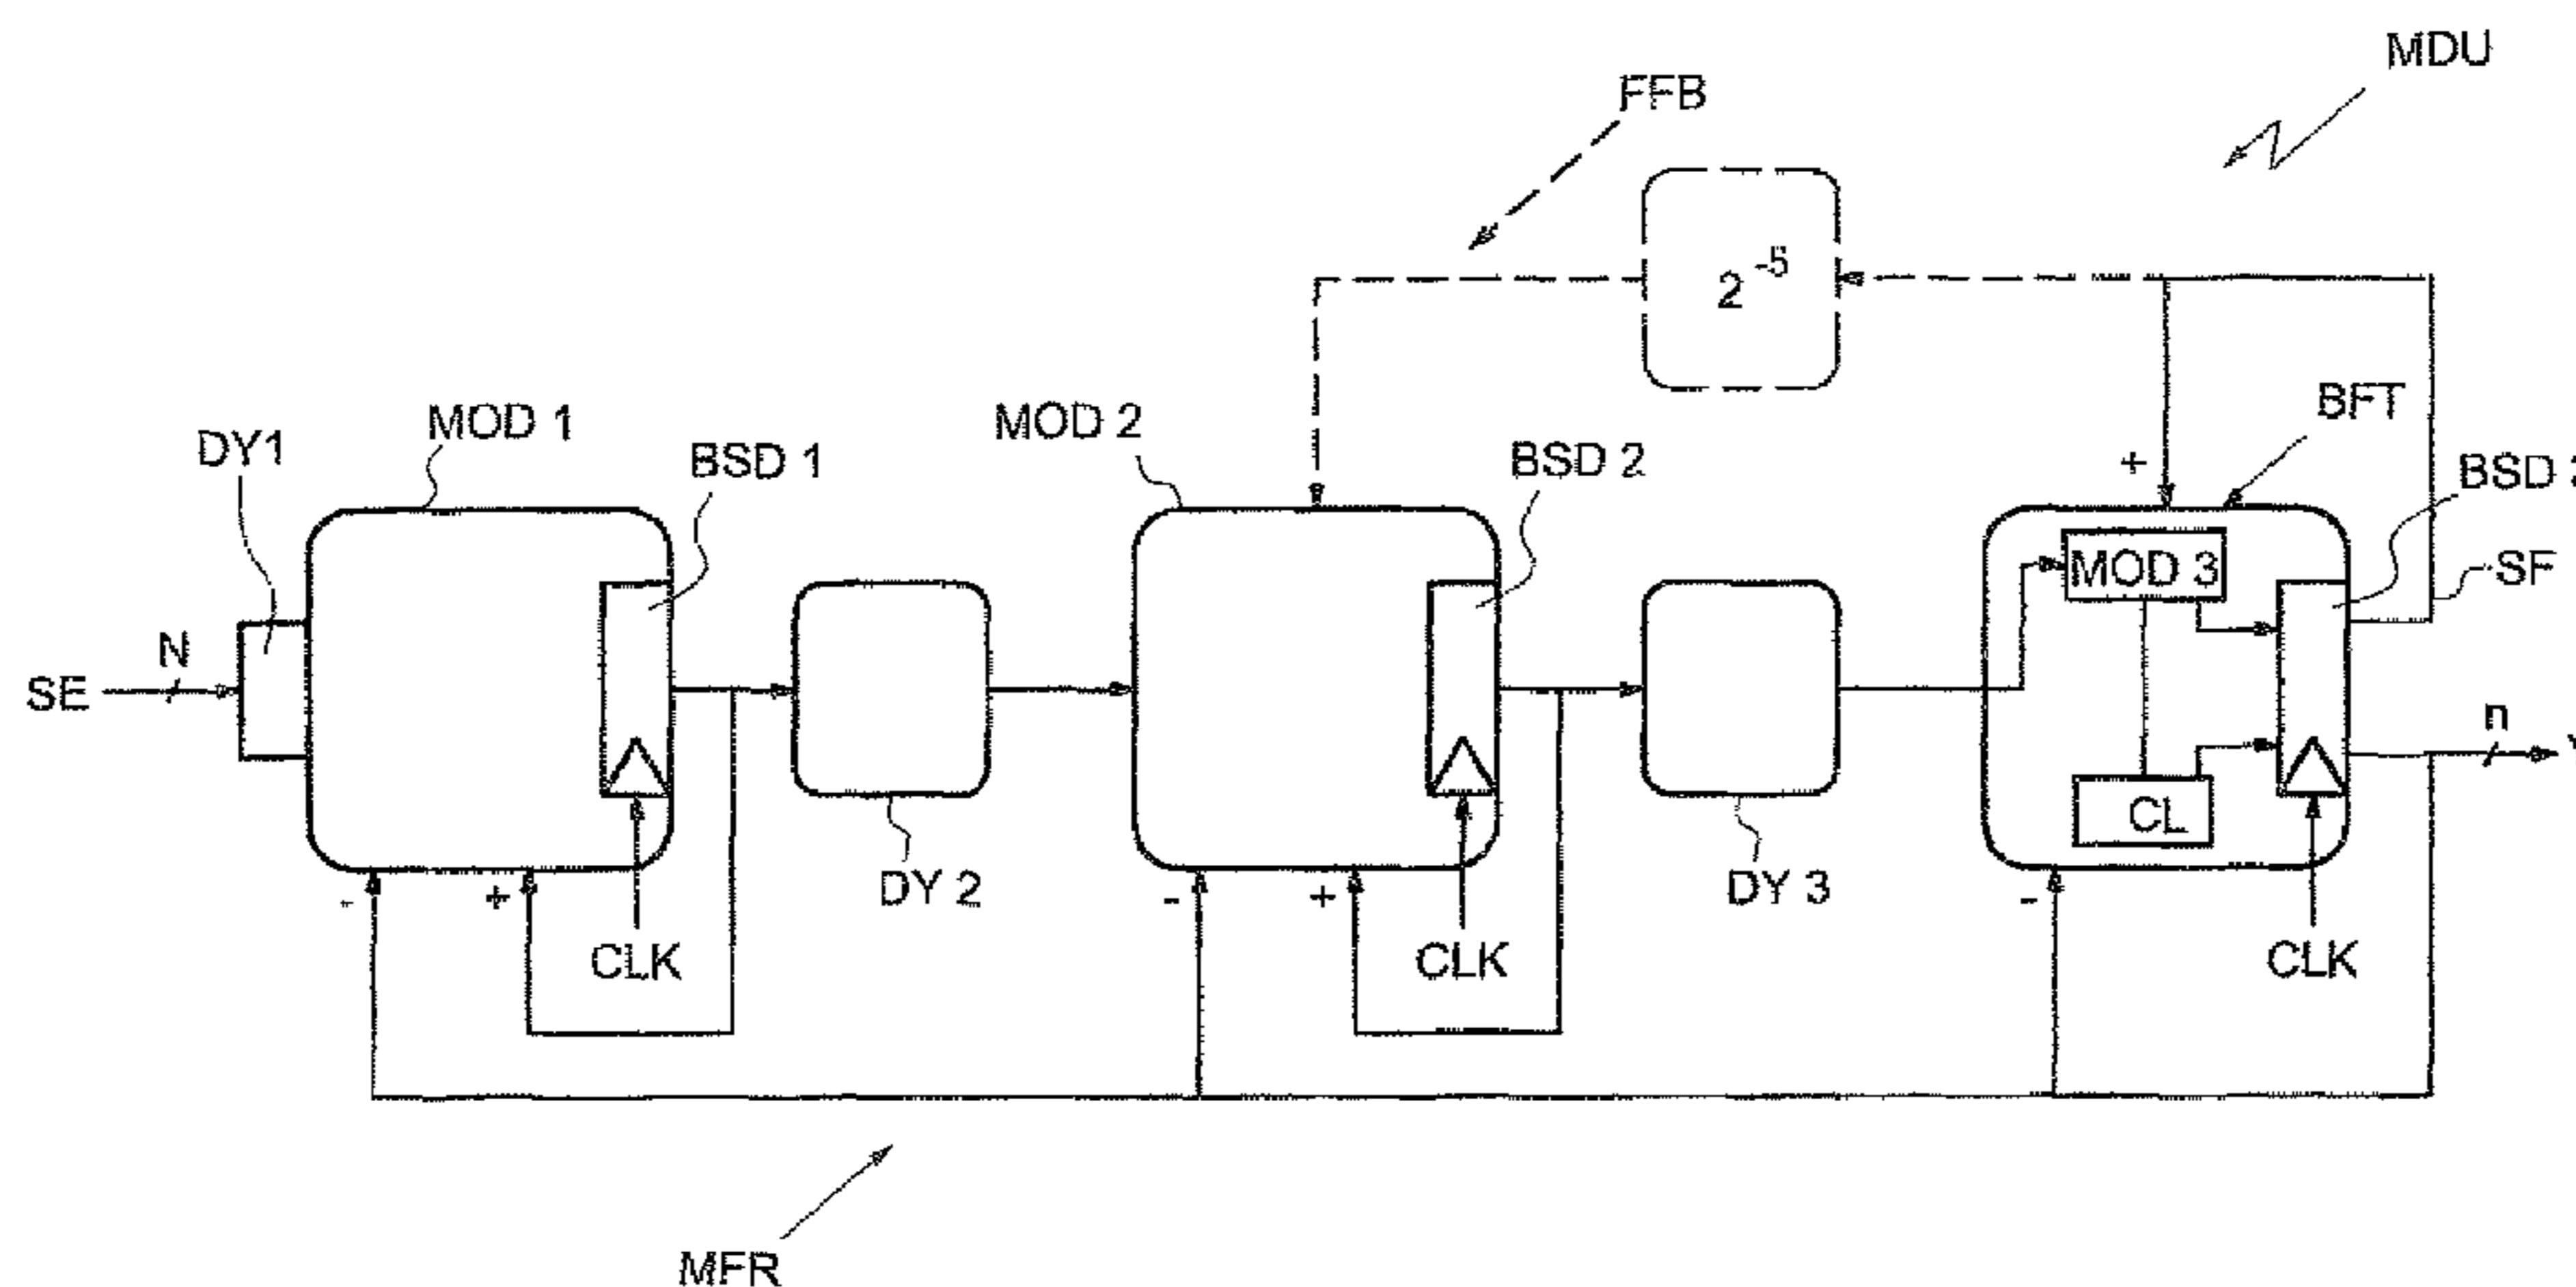 MDU
FFB
2^-5
MOD 1
MOD 2
BFT
DY1
BSD 1
BSD 2
BSD
+
MOD 3
SF
N
n
SE
CL
- +
DY 2
- +
DY 3
-
CLK
CLK
CLK
MFR